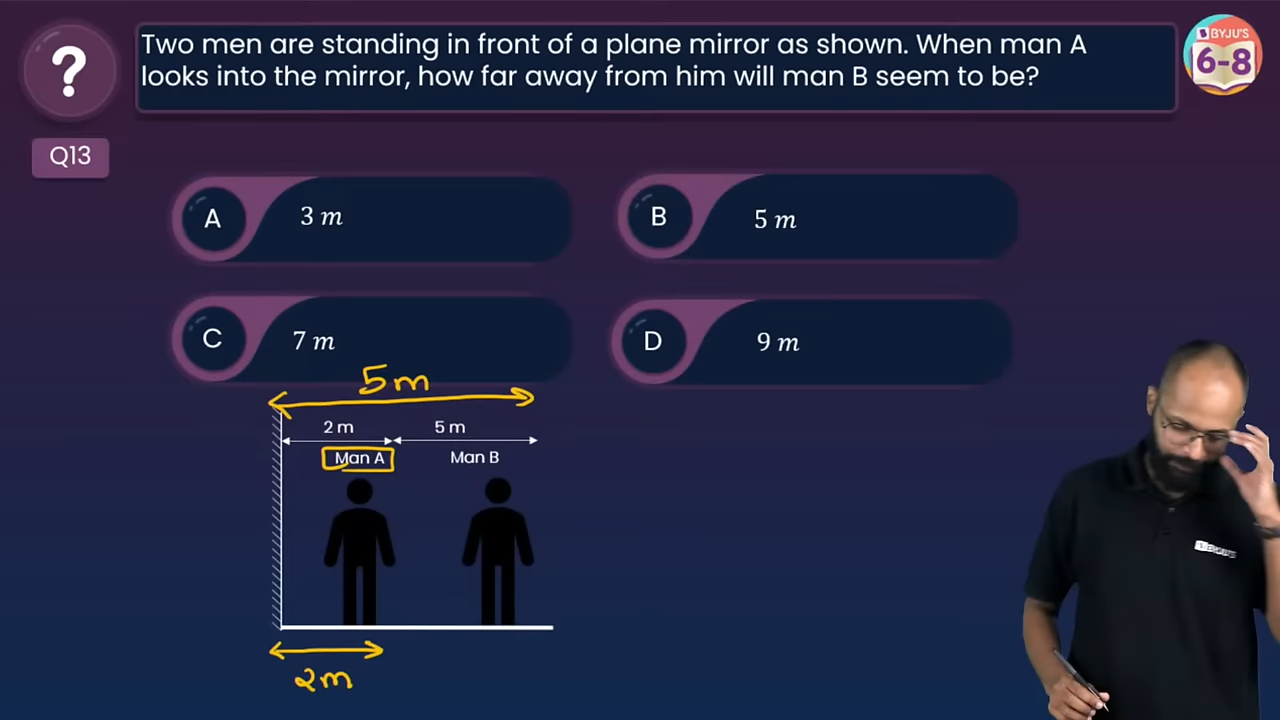 ?
Two men are standing in front of a plane mirror as shown. When man A
looks into the mirror, how far away from him will man B seem to be?
BYJU'S
6-8
Q13
A
3 m
B
5 m
C
7 m
D
9 m
5m
2 m
5 m
Man A
Man B
2m